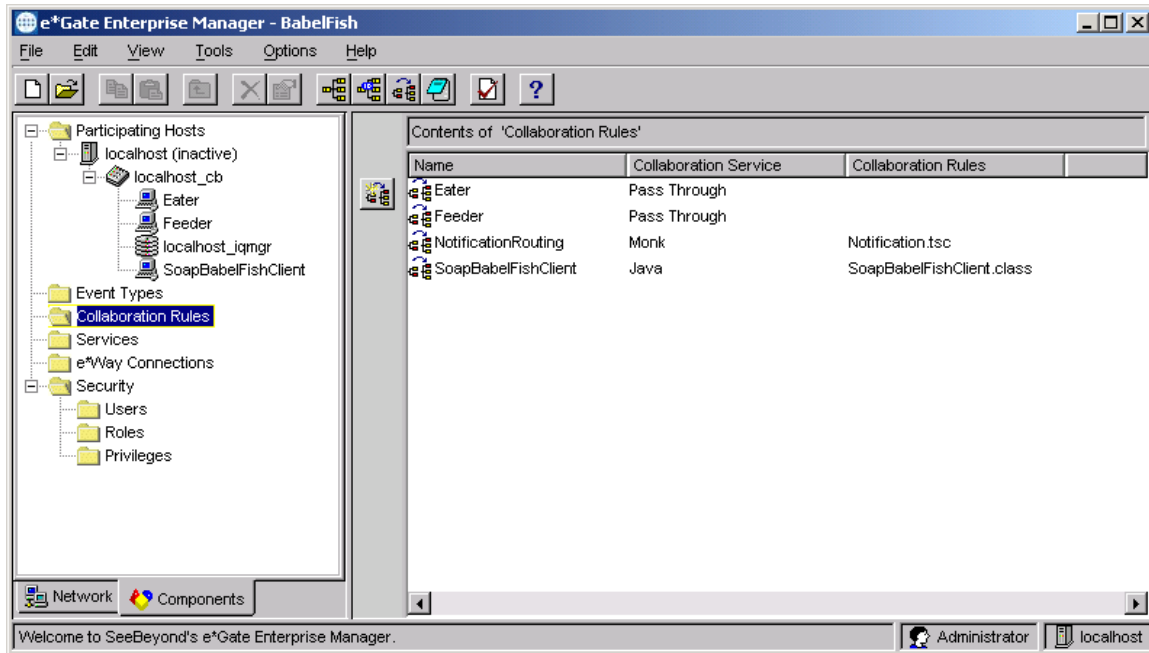 e*Gate Enterprise Manager - BabelFish
File Edit View Tools Options Help
?
Participating Hosts
localhost (inactive)
localhost_cb
Eater
Feeder
localhost_iqmgr
SoapBabelFishClient
Event Types
Collaboration Rules
Services
e*Way Connections
Security
Users
Roles
Privileges
Network Components
Contents of 'Collaboration Rules'
Name Collaboration Service Collaboration Rules
Eater Pass Through
Feeder Pass Through
NotificationRouting Monk Notification.tsc
SoapBabelFishClient Java SoapBabelFishClient.class
Welcome to SeeBeyond's e*Gate Enterprise Manager. Administrator localhost